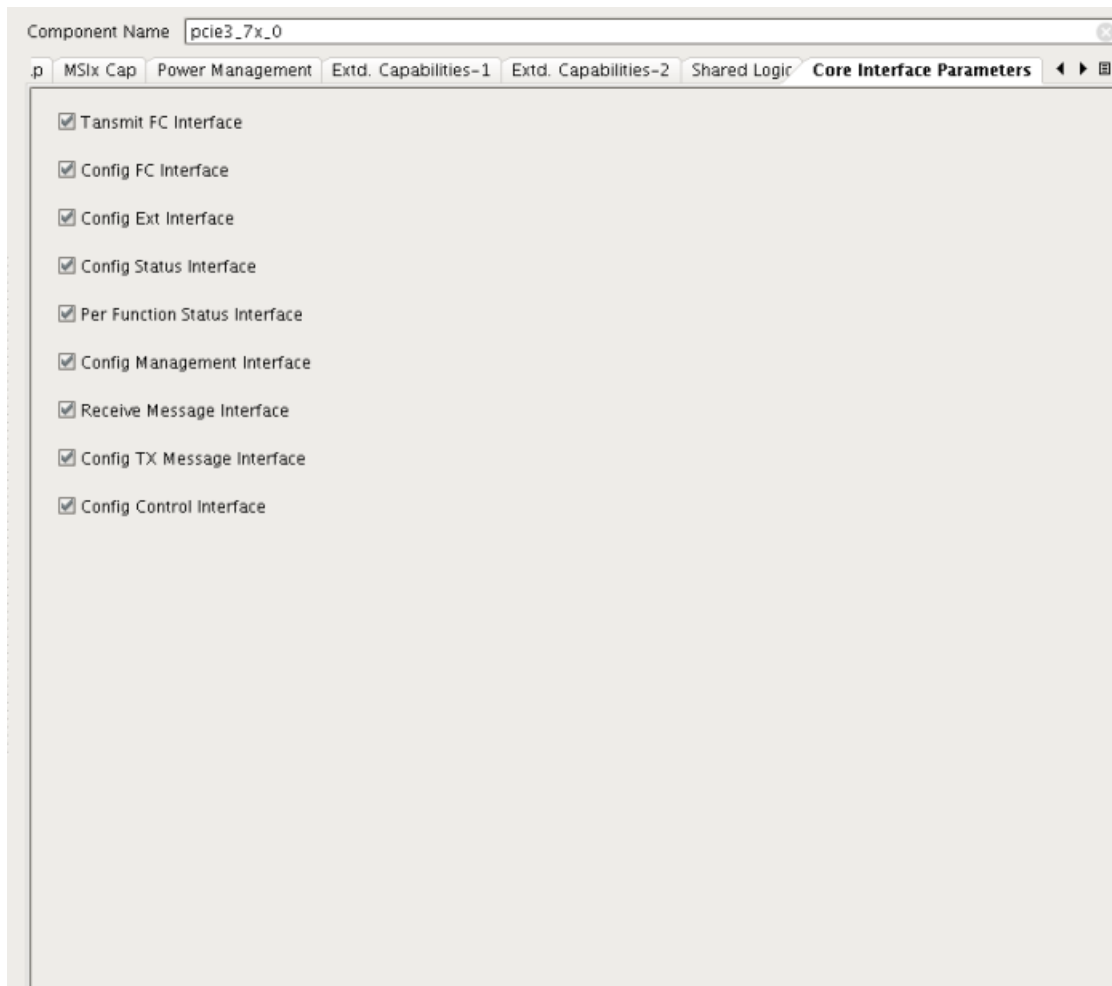 Component Name pcie3_7x_0
.p MSIx Cap Power Management Extd. Capabilities-1 Extd. Capabilities-2 Shared Logic Core Interface Parameters
Tansmit FC Interface
Config FC Interface
Config Ext Interface
Config Status Interface
Per Function Status Interface
Config Management Interface
Receive Message Interface
Config TX Message Interface
Config Control Interface